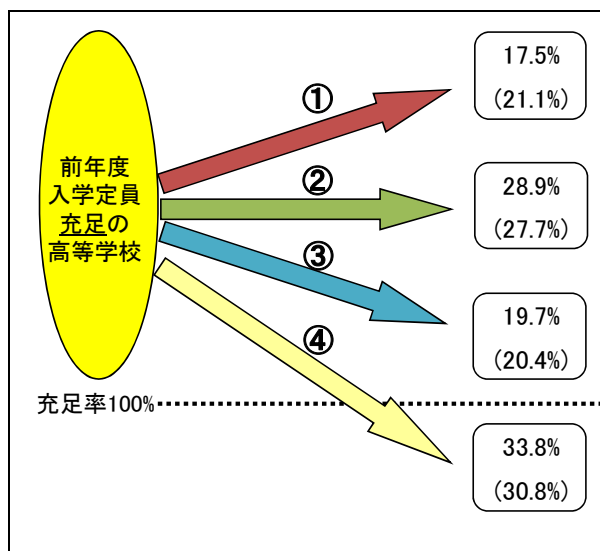 前年度
入学定員
充足の
高等学校
①
②
③
④
17.5%
(21.1%)
28.9%
(27.7%)
19.7%
(20.4%)
充足率100%
33.8%
(30.8%)